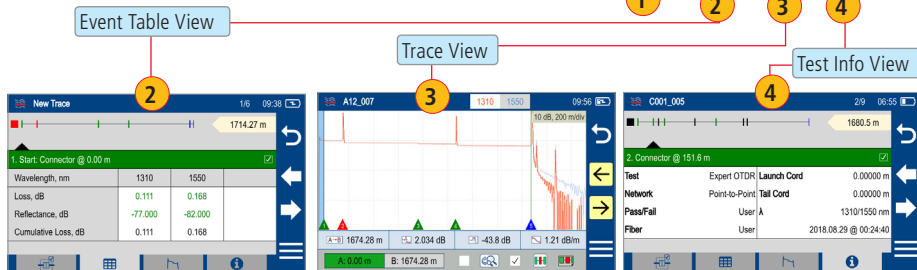 1 2 3 4
Event Table View
Trace View
Test Info View
2
New Trace 1/6 09:38
1714.27 m
1. Start: Connector @ 0.00 m
Wavelength, nm 1310 1550
Loss, dB 0.111 0.168
Reflectance, dB -77.000 -82.000
Cumulative Loss, dB 0.111 0.168
i
3
A12_007 1310 1550 09:56
10 dB, 200 m/div
1 2 3 4 5
A B 1674.28 m 2.034 dB -43.8 dB 1.21 dB/m
A: 0.00 m B: 1674.28 m
4
C001_005 2/9 06:55
1680.5 m
2. Connector @ 151.6 m
Test Expert OTDR Launch Cord 0.00000 m
Network Point-to-Point Tail Cord 0.00000 m
Pass/Fail User λ 1310/1550 nm
Fiber User 2018.08.29 @ 00:24:40
i